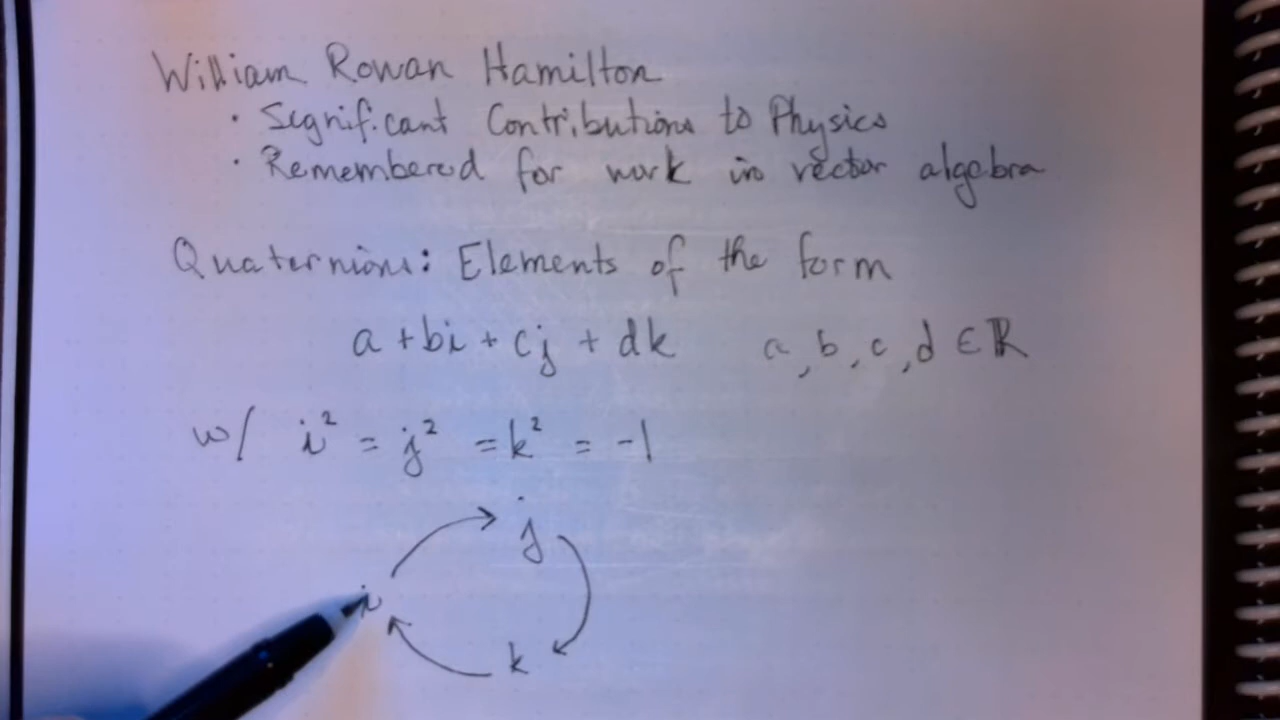 William Rowan Hamilton
· Significant Contributions to Physics
· Remembered for work in vector algebra
Quaternions: Elements of the form
a + bi + cj + dk a, b, c, d ∈ ℝ
w/ i² = j² = k² = -1
j
i
k